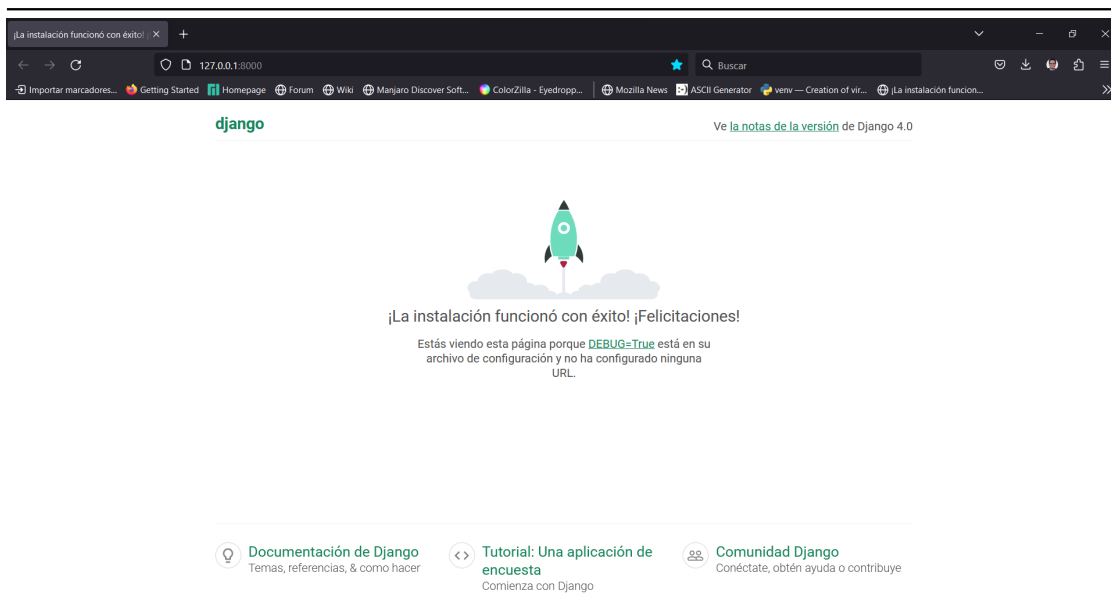 ¡La instalación funcionó con éxito! ¡
127.0.0.1:8000
Buscar
Importar marcadores... Getting Started Homepage Forum Wiki Manjaro Discover Soft... ColorZilla - Eyedropp... Mozilla News ASCII Generator venv — Creation of vir... ¡La instalación funcion...
django
Ve la notas de la versión de Django 4.0
¡La instalación funcionó con éxito! ¡Felicitaciones!
Estás viendo esta página porque DEBUG=True está en su
archivo de configuración y no ha configurado ninguna
URL.
Documentación de Django
Temas, referencias, & como hacer
Tutorial: Una aplicación de
encuesta
Comienza con Django
Comunidad Django
Conéctate, obtén ayuda o contribuye